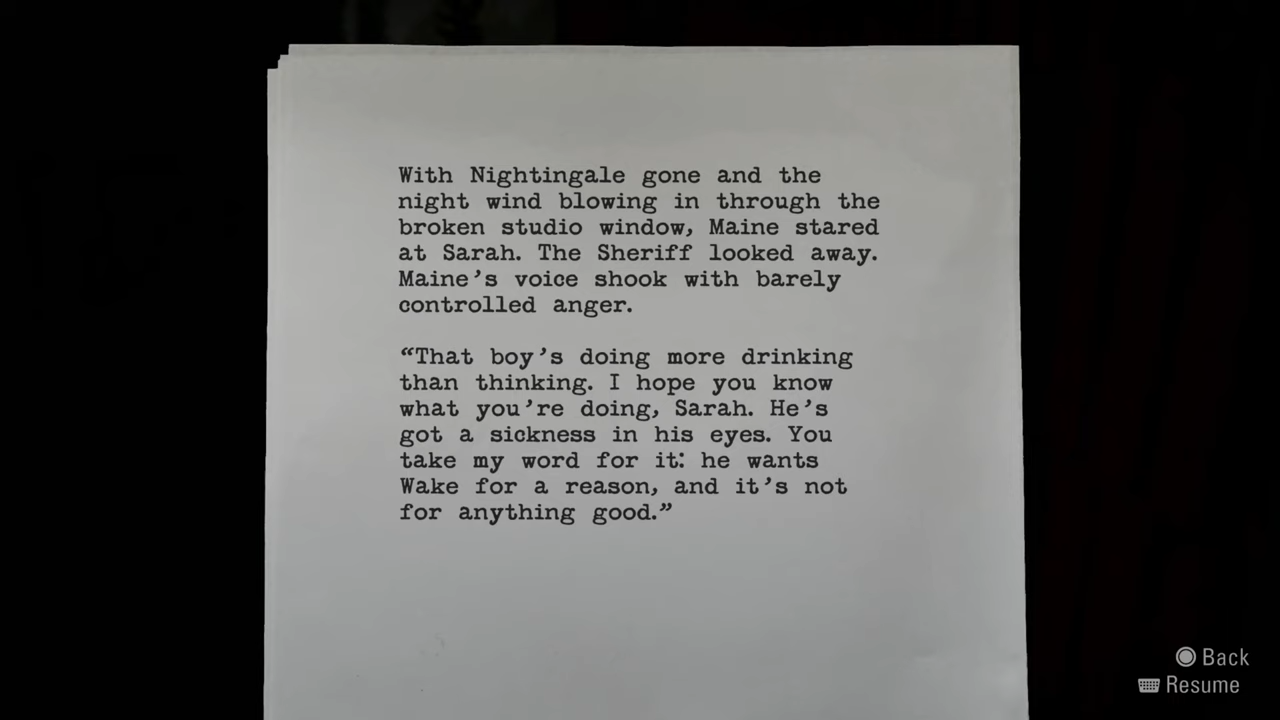 With Nightingale gone and the
night wind blowing in through the
broken studio window, Maine stared
at Sarah. The Sheriff looked away.
Maine’s voice shook with barely
controlled anger.
“That boy’s doing more drinking
than thinking. I hope you know
what you’re doing, Sarah. He’s
got a sickness in his eyes. You
take my word for it: he wants
Wake for a reason, and it’s not
for anything good.”
Back
Resume